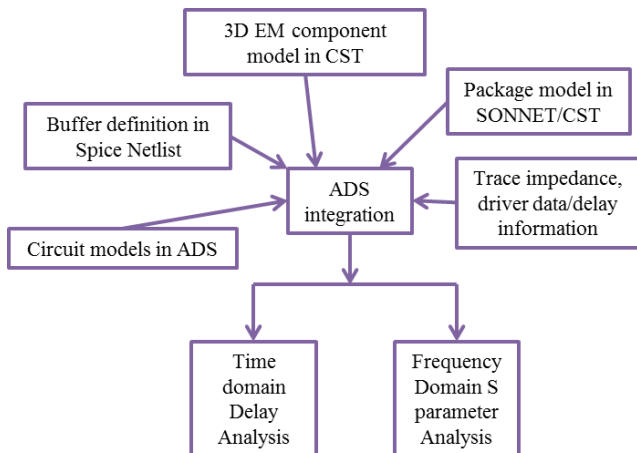 3D EM component
model in CST
Package model in
SONNET/CST
Buffer definition in
Spice Netlist
ADS
integration
Trace impedance,
driver data/delay
information
Circuit models in ADS
Time
domain
Delay
Analysis
Frequency
Domain S
parameter
Analysis